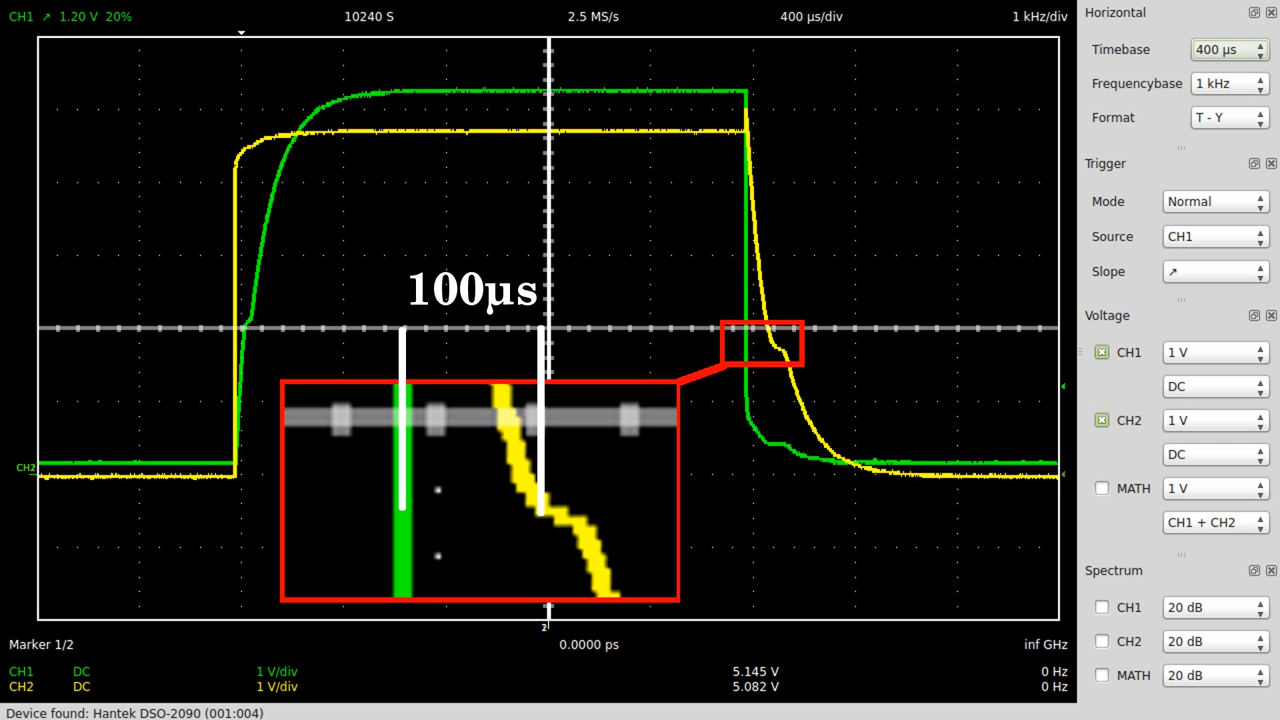 CH1 ↗ 1.20 V 20% 10240 S 2.5 MS/s 400 µs/div 1 kHz/div
Horizontal
Timebase 400 µs
Frequencybase 1 kHz
Format T - Y
Trigger
Mode Normal
Source CH1
Slope ↗
Voltage
CH1 1 V
DC
CH2 1 V
DC
MATH 1 V
CH1 + CH2
Spectrum
CH1 20 dB
CH2 20 dB
MATH 20 dB
100µs
CH2
Marker 1/2 0.0000 ps inf GHz
CH1 DC 1 V/div 5.145 V 0 Hz
CH2 DC 1 V/div 5.082 V 0 Hz
Device found: Hantek DSO-2090 (001:004)